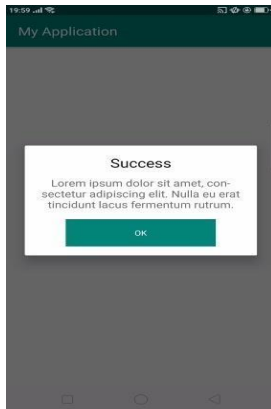 19:59
My Application
Success
Lorem ipsum dolor sit amet, con-
sectetur adipiscing elit. Nulla eu erat
tincidunt lacus fermentum rutrum.
OK